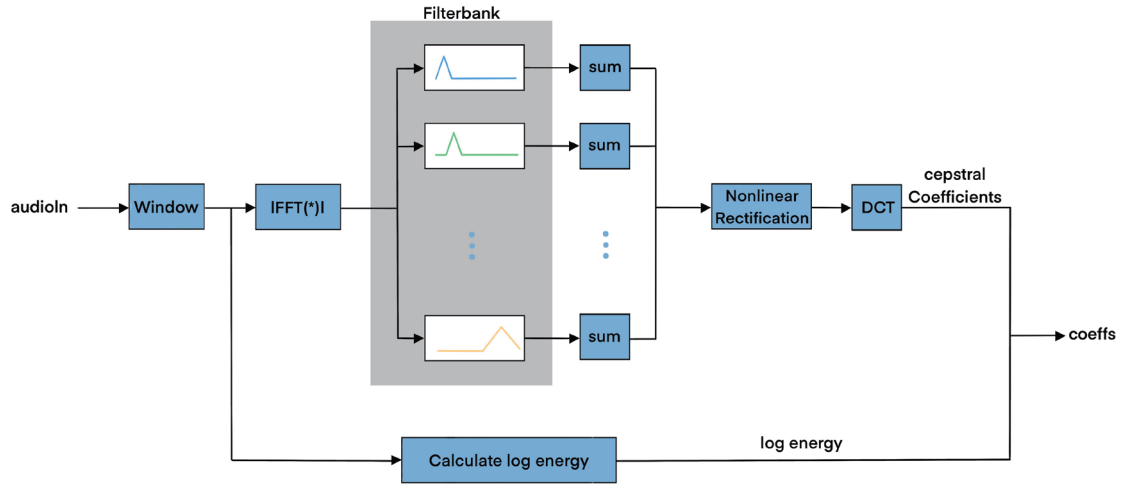 Filterbank
sum
sum
audioIn
Window
|FFT(*)|
Nonlinear
Rectification
DCT
cepstral
Coefficients
sum
coeffs
Calculate log energy
log energy